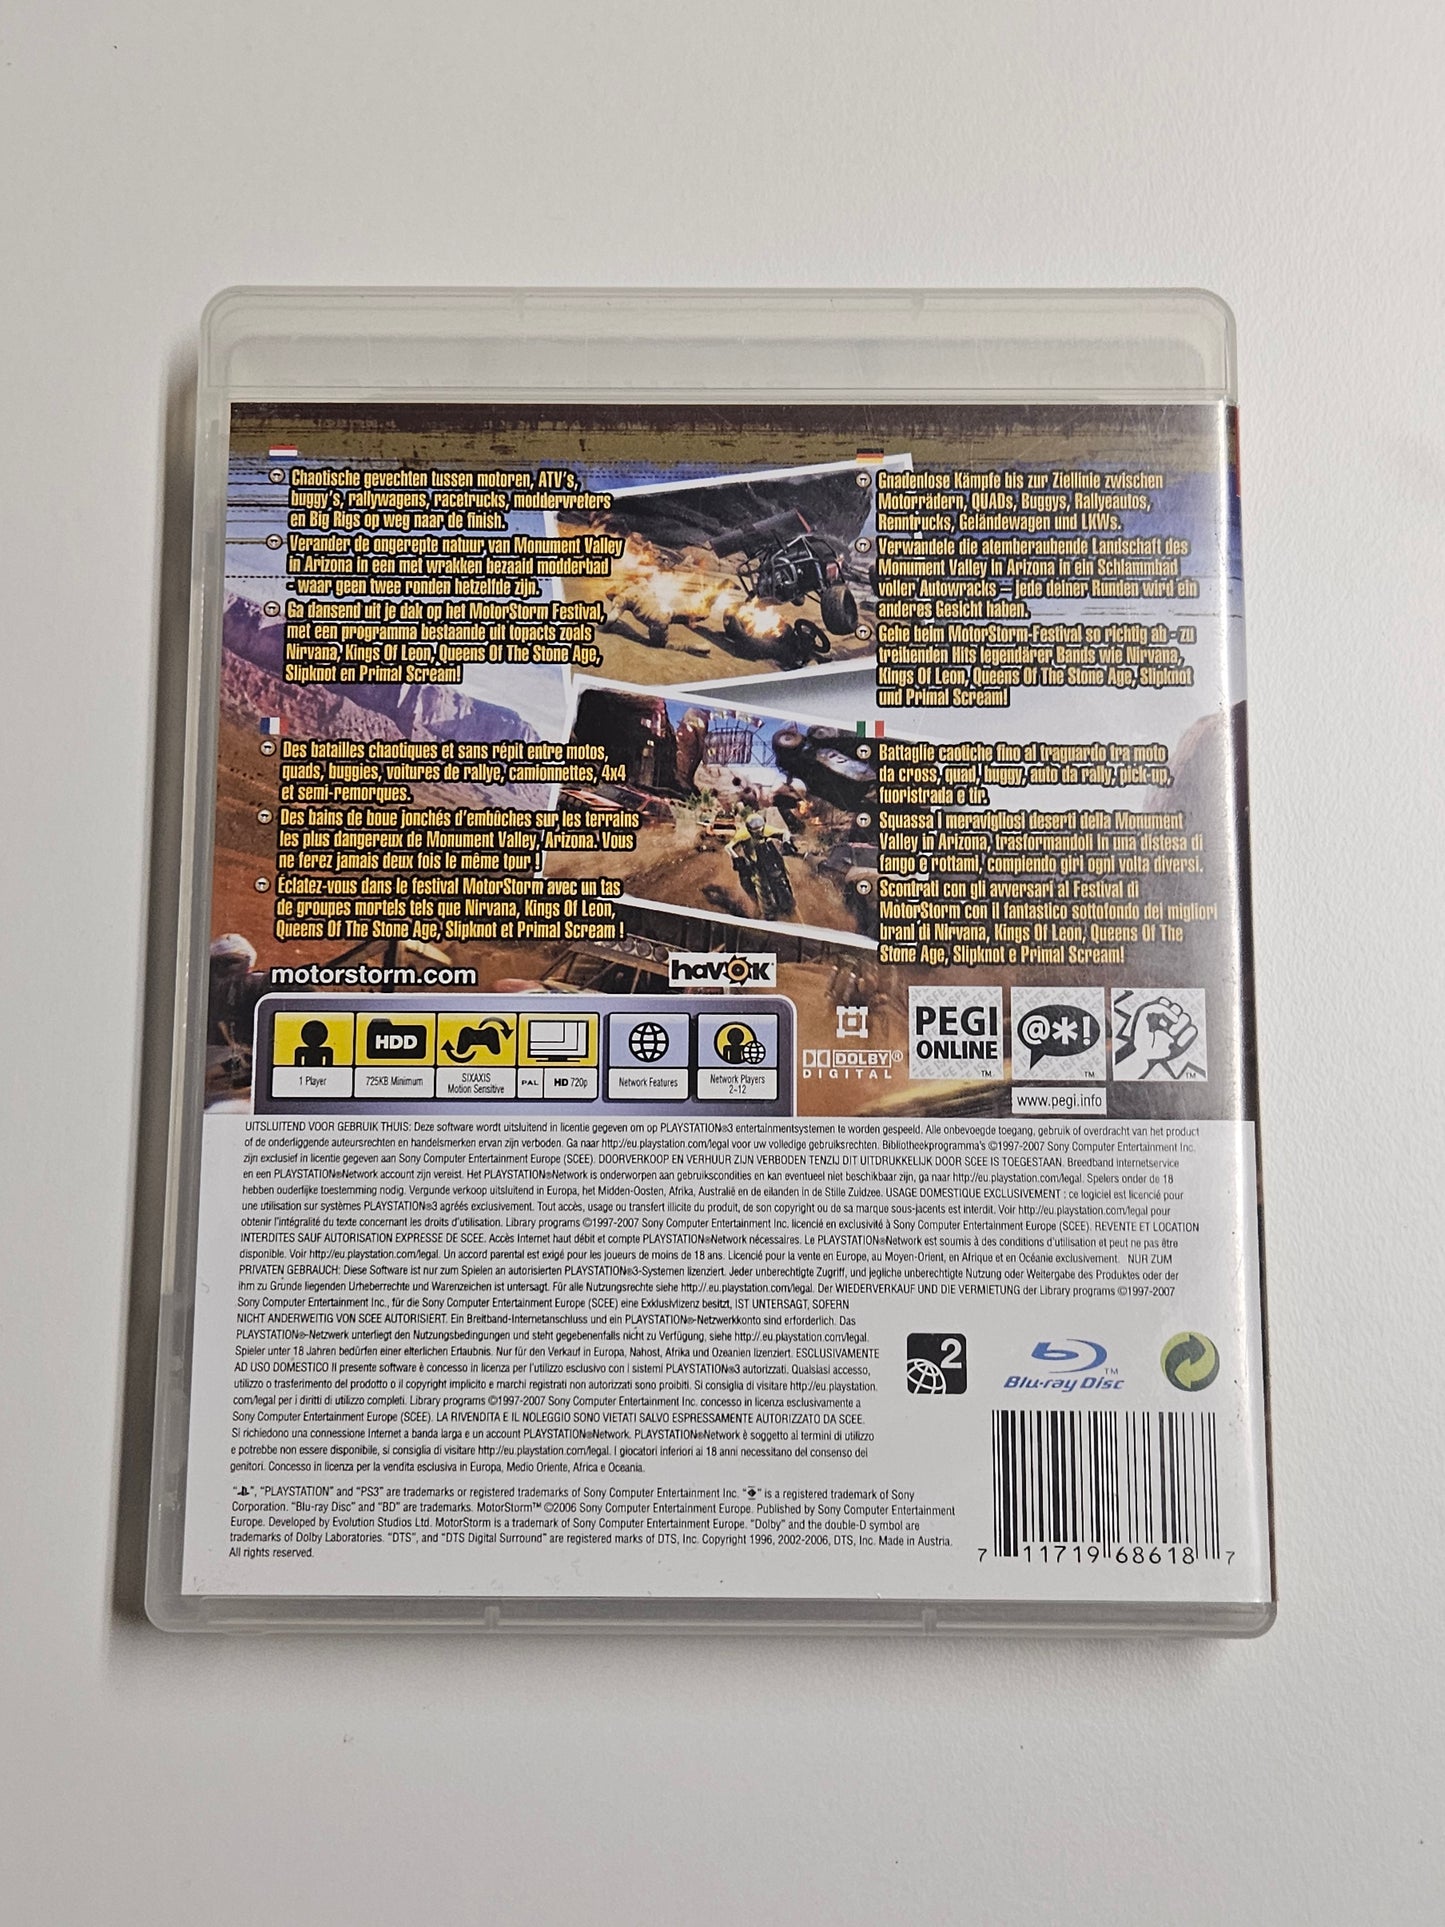 Chaotische gevechten tussen motoren, ATV's,
buggy's, rallywagens, racetrucks, moddervreters
en Big Rigs op weg naar de finish.
Verander de ongerepte natuur van Monument Valley
in Arizona in een met wrakken bezaaid modderbad
- waar geen twee ronden hetzelfde zijn.
Ga dansend uit je dak op het MotorStorm Festival,
met een programma bestaande uit topacts zoals
Nirvana, Kings Of Leon, Queens Of The Stone Age,
Slipknot en Primal Scream!
Gnadenlose Kämpfe bis zur Ziellinie zwischen
Motorrädern, QUADs, Buggys, Rallyeautos,
Renntrucks, Geländewagen und LKWs.
Verwandele die atemberaubende Landschaft des
Monument Valley in Arizona in ein Schlammbad
voller Autowracks – jede deiner Runden wird ein
anderes Gesicht haben.
Gehe beim MotorStorm-Festival so richtig ab - zu
treibenden Hits legendärer Bands wie Nirvana,
Kings Of Leon, Queens Of The Stone Age, Slipknot
und Primal Scream!
Des batailles chaotiques et sans répit entre motos,
quads, buggies, voitures de rallye, camionnettes, 4x4
et semi-remorques.
Des bains de boue jonchés d'embûches sur les terrains
les plus dangereux de Monument Valley, Arizona. Vous
ne ferez jamais deux fois le même tour !
Éclatez-vous dans le festival MotorStorm avec un tas
de groupes mortels tels que Nirvana, Kings Of Leon,
Queens Of The Stone Age, Slipknot et Primal Scream !
Battaglie caotiche fino al traguardo tra moto
da cross, quad, buggy, auto da rally, pick-up,
fuoristrada e tir.
Squassa i meravigliosi deserti della Monument
Valley in Arizona, trasformandoli in una distesa di
fango e rottami, compiendo giri ogni volta diversi.
Scontrati con gli avversari al Festival di
MotorStorm con il fantastico sottofondo dei migliori
brani di Nirvana, Kings Of Leon, Queens Of The
Stone Age, Slipknot e Primal Scream!
motorstorm.com
havok
HDD
1 Player
725KB Minimum
SIXAXIS
Motion Sensitive
PAL
HD 720p
Network Features
Network Players
2-12
DOLBY®
DIGITAL
PEGI
ONLINE
TM
@*!
TM
TM
www.pegi.info
UITSLUITEND VOOR GEBRUIK THUIS: Deze software wordt uitsluitend in licentie gegeven om op PLAYSTATION®3 entertainmentsystemen te worden gespeeld. Alle onbevoegde toegang, gebruik of overdracht van het product
of de onderliggende auteursrechten en handelsmerken ervan zijn verboden. Ga naar http://eu.playstation.com/legal voor uw volledige gebruiksrechten. Bibliotheekprogramma's ©1997-2007 Sony Computer Entertainment Inc.
zijn exclusief in licentie gegeven aan Sony Computer Entertainment Europe (SCEE). DOORVERKOOP EN VERHUUR ZIJN VERBODEN TENZIJ DIT UITDRUKKELIJK DOOR SCEE IS TOEGESTAAN. Breedband internetservice
en een PLAYSTATION®Network account zijn vereist. Het PLAYSTATION®Network is onderworpen aan gebruikscondities en kan eventueel niet beschikbaar zijn, ga naar http://eu.playstation.com/legal. Spelers onder de 18
hebben ouderlijke toestemming nodig. Vergunde verkoop uitsluitend in Europa, het Midden-Oosten, Afrika, Australië en de eilanden in de Stille Zuidzee. USAGE DOMESTIQUE EXCLUSIVEMENT : ce logiciel est licencié pour
une utilisation sur systèmes PLAYSTATION®3 agréés exclusivement. Tout accès, usage ou transfert illicite du produit, de son copyright ou de sa marque sous-jacents est interdit. Voir http://eu.playstation.com/legal pour
obtenir l'intégralité du texte concernant les droits d'utilisation. Library programs ©1997-2007 Sony Computer Entertainment Inc. licencié en exclusivité à Sony Computer Entertainment Europe (SCEE). REVENTE ET LOCATION
INTERDITES SAUF AUTORISATION EXPRESSE DE SCEE. Accès Internet haut débit et compte PLAYSTATION®Network nécessaires. Le PLAYSTATION®Network est soumis à des conditions d'utilisation et peut ne pas être
disponible. Voir http://eu.playstation.com/legal. Un accord parental est exigé pour les joueurs de moins de 18 ans. Licencié pour la vente en Europe, au Moyen-Orient, en Afrique et en Océanie exclusivement. NUR ZUM
PRIVATEN GEBRAUCH: Diese Software ist nur zum Spielen an autorisierten PLAYSTATION®3-Systemen lizenziert. Jeder unberechtigte Zugriff, und jegliche unberechtigte Nutzung oder Weitergabe des Produktes oder der
ihm zu Grunde liegenden Urheberrechte und Warenzeichen ist untersagt. Für alle Nutzungsrechte siehe http://.eu.playstation.com/legal. Der WIEDERVERKAUF UND DIE VERMIETUNG der Library programs ©1997-2007
Sony Computer Entertainment Inc., für die Sony Computer Entertainment Europe (SCEE) eine Exklusivlizenz besitzt, IST UNTERSAGT, SOFERN
NICHT ANDERWEITIG VON SCEE AUTORISIERT. Ein Breitband-Internetanschluss und ein PLAYSTATION®-Netzwerkkonto sind erforderlich. Das
PLAYSTATION®-Netzwerk unterliegt den Nutzungsbedingungen und steht gegebenenfalls nicht zu Verfügung, siehe http://.eu.playstation.com/legal.
Spieler unter 18 Jahren bedürfen einer elterlichen Erlaubnis. Nur für den Verkauf in Europa, Nahost, Afrika und Ozeanien lizenziert. ESCLUSIVAMENTE
AD USO DOMESTICO Il presente software è concesso in licenza per l'utilizzo esclusivo con i sistemi PLAYSTATION®3 autorizzati. Qualsiasi accesso,
utilizzo o trasferimento del prodotto o il copyright implicito e marchi registrati non autorizzati sono proibiti. Si consiglia di visitare http://eu.playstation.
com/legal per i diritti di utilizzo completi. Library programs ©1997-2007 Sony Computer Entertainment Inc. concesso in licenza esclusivamente a
Sony Computer Entertainment Europe (SCEE). LA RIVENDITA E IL NOLEGGIO SONO VIETATI SALVO ESPRESSAMENTE AUTORIZZATO DA SCEE.
Si richiedono una connessione Internet a banda larga e un account PLAYSTATION®Network. PLAYSTATION®Network è soggetto ai termini di utilizzo
e potrebbe non essere disponibile, si consiglia di visitare http://eu.playstation.com/legal. I giocatori inferiori ai 18 anni necessitano del consenso dei
genitori. Concesso in licenza per la vendita esclusiva in Europa, Medio Oriente, Africa e Oceania.
2
Blu-ray Disc
TM
"", "PLAYSTATION" and "PS3" are trademarks or registered trademarks of Sony Computer Entertainment Inc. "" is a registered trademark of Sony
Corporation. "Blu-ray Disc" and "BD" are trademarks. MotorStorm™ ©2006 Sony Computer Entertainment Europe. Published by Sony Computer Entertainment
Europe. Developed by Evolution Studios Ltd. MotorStorm is a trademark of Sony Computer Entertainment Europe. "Dolby" and the double-D symbol are
trademarks of Dolby Laboratories. "DTS", and "DTS Digital Surround" are registered marks of DTS, Inc. Copyright 1996, 2002-2006, DTS, Inc. Made in Austria.
All rights reserved.
7 11719 68618 7